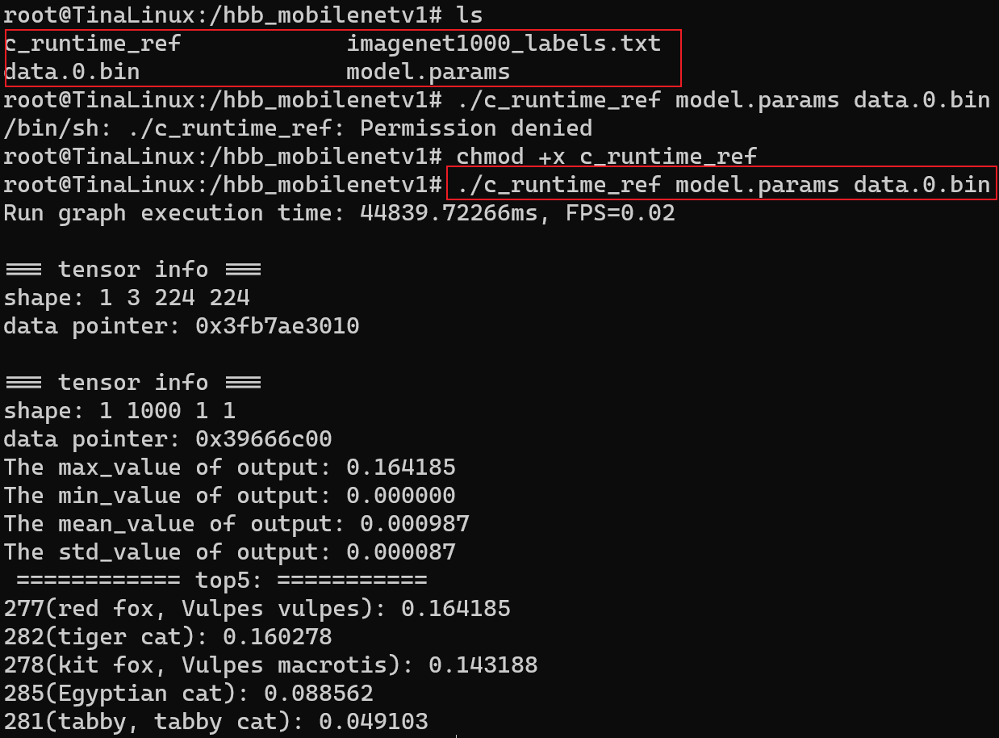 root@TinaLinux:/hbb_mobilenetv1# ls
c_runtime_ref            imagenet1000_labels.txt
data.0.bin               model.params
root@TinaLinux:/hbb_mobilenetv1# ./c_runtime_ref model.params data.0.bin
/bin/sh: ./c_runtime_ref: Permission denied
root@TinaLinux:/hbb_mobilenetv1# chmod +x c_runtime_ref
root@TinaLinux:/hbb_mobilenetv1# ./c_runtime_ref model.params data.0.bin
Run graph execution time: 44839.72266ms, FPS=0.02
=== tensor info ===
shape: 1 3 224 224
data pointer: 0x3fb7ae3010
=== tensor info ===
shape: 1 1000 1 1
data pointer: 0x39666c00
The max_value of output: 0.164185
The min_value of output: 0.000000
The mean_value of output: 0.000987
The std_value of output: 0.000087
============ top5: ===========
277(red fox, Vulpes vulpes): 0.164185
282(tiger cat): 0.160278
278(kit fox, Vulpes macrotis): 0.143188
285(Egyptian cat): 0.088562
281(tabby, tabby cat): 0.049103